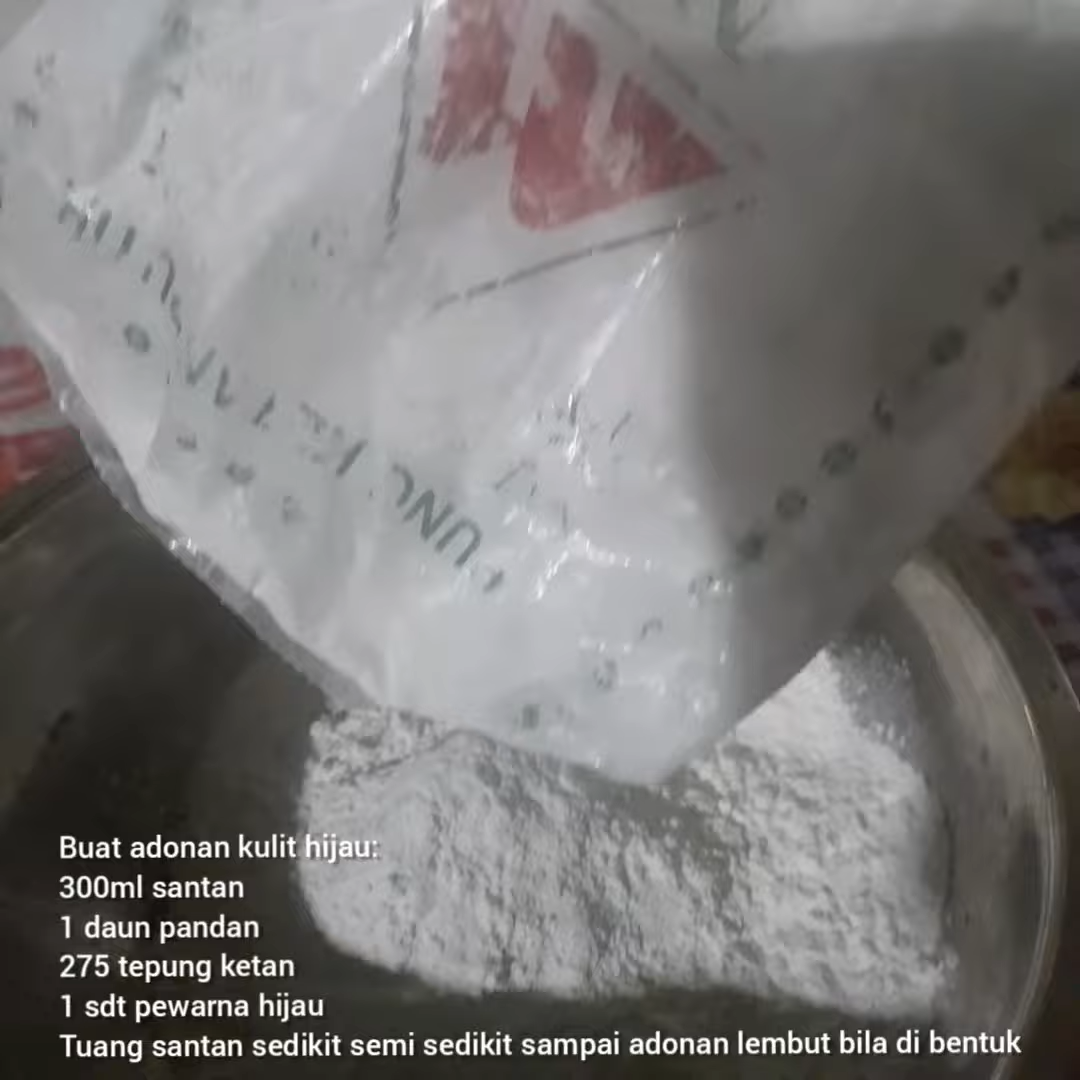 Buat adonan kulit hijau:
300ml santan
1 daun pandan
275 tepung ketan
1 sdt pewarna hijau
Tuang santan sedikit semi sedikit sampai adonan lembut bila di bentuk